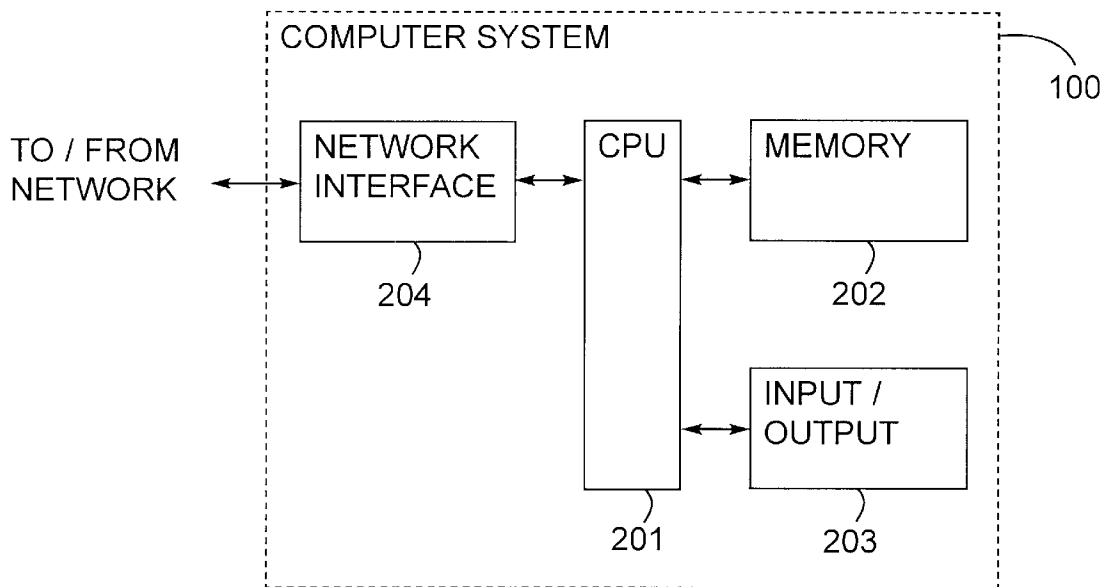 COMPUTER SYSTEM
100
TO / FROM
NETWORK
NETWORK
INTERFACE
204
CPU
201
MEMORY
202
INPUT /
OUTPUT
203